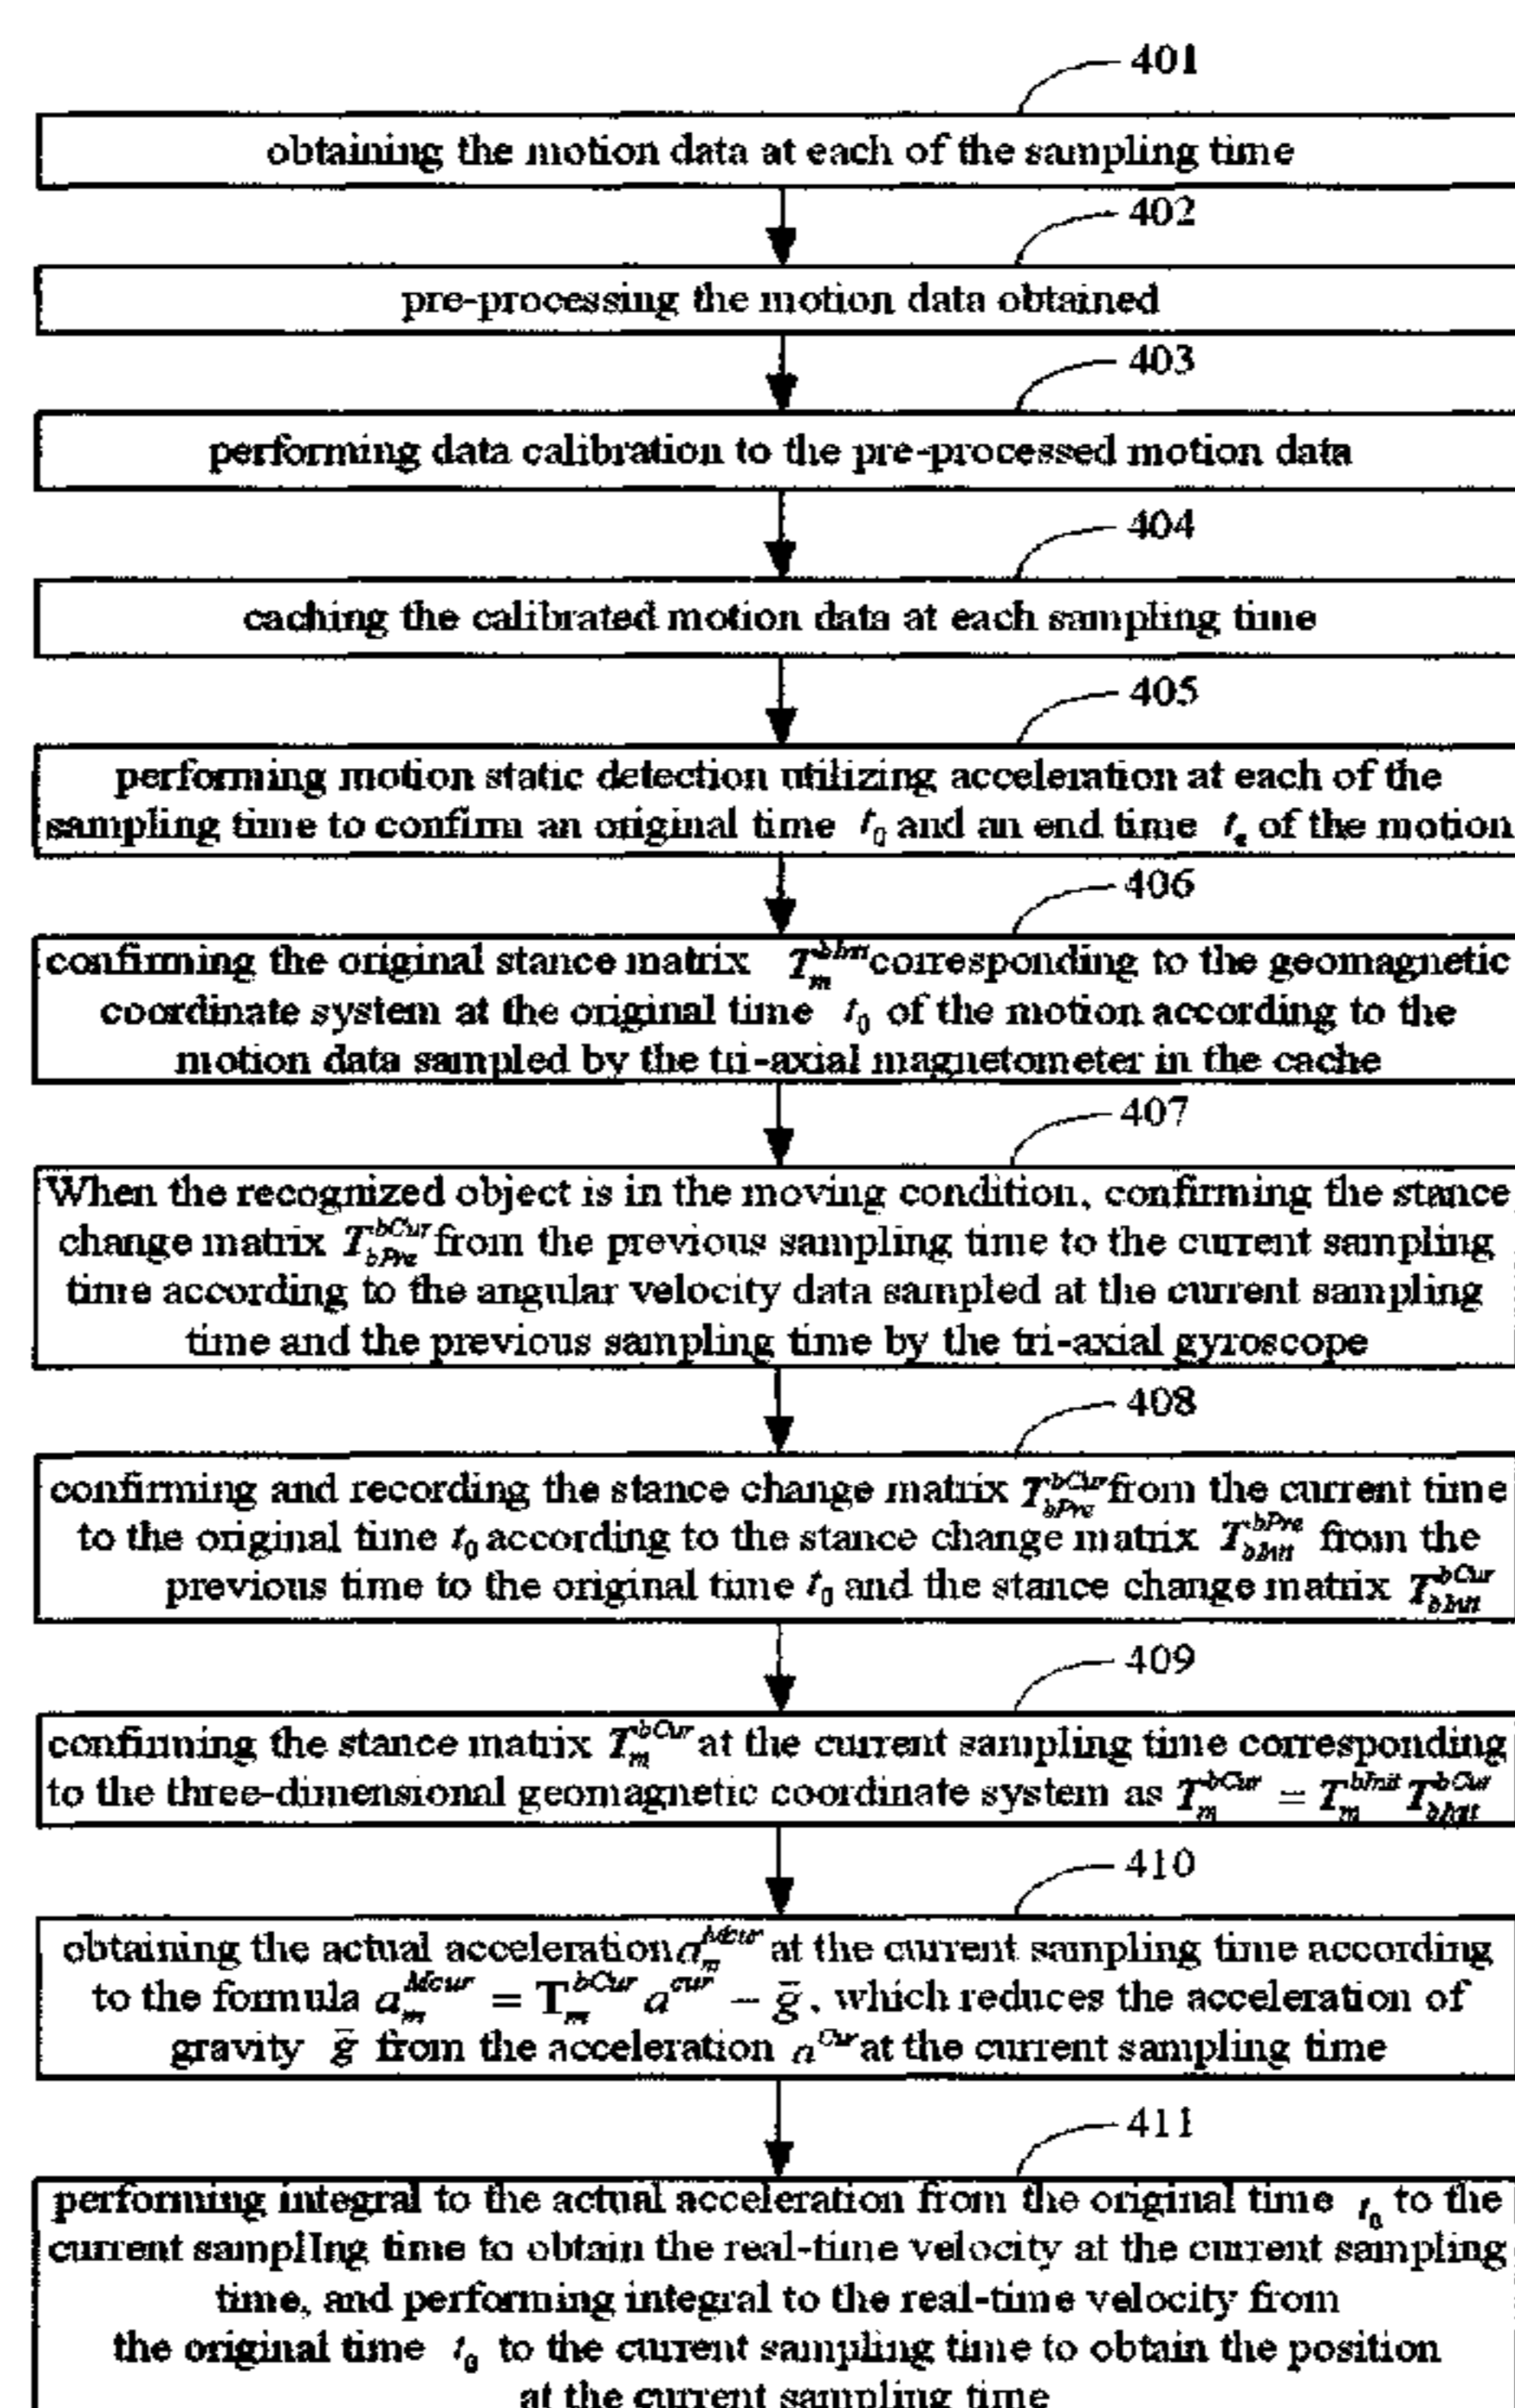 401
obtaining the motion data at each of the sampling time
402
pre-processing the motion data obtained
403
performing data calibration to the pre-processed motion data
404
caching the calibrated motion data at each sampling time
405
performing motion static detection utilizing acceleration at each of the
sampling time to confirm an original time t₀ and an end time tₑ of the motion
406
confirming the original stance matrix T_m^{bInit} corresponding to the geomagnetic
coordinate system at the original time t₀ of the motion according to the
motion data sampled by the tri-axial magnetometer in the cache
407
When the recognized object is in the moving condition, confirming the stance
change matrix T_{bPre}^{bCur} from the previous sampling time to the current sampling
time according to the angular velocity data sampled at the current sampling
time and the previous sampling time by the tri-axial gyroscope
408
confirming and recording the stance change matrix T_{bPre}^{bCur} from the current time
to the original time t₀ according to the stance change matrix T_{bInit}^{bPre} from the
previous time to the original time t₀ and the stance change matrix T_{bInit}^{bCur}
409
confirming the stance matrix T_m^{bCur} at the current sampling time corresponding
to the three-dimensional geomagnetic coordinate system as T_m^{bCur} = T_m^{bInit} T_{bInit}^{bCur}
410
obtaining the actual acceleration a_m^{Mcur} at the current sampling time according
to the formula a_m^{Mcur} = T_m^{bCur} a^{cur} − ḡ, which reduces the acceleration of
gravity ḡ from the acceleration a^{Cur} at the current sampling time
411
performing integral to the actual acceleration from the original time t₀ to the
current samplIng time to obtain the real-time velocity at the current sampling
time, and performing integral to the real-time velocity from
the original time t₀ to the current sampling time to obtain the position
at the current sampling time